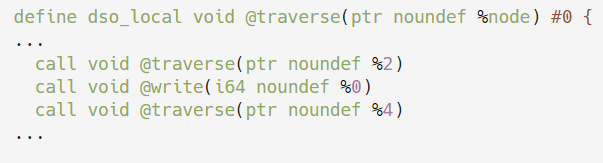 define dso_local void @traverse(ptr noundef %node) #0 {
...
  call void @traverse(ptr noundef %2)
  call void @write(i64 noundef %0)
  call void @traverse(ptr noundef %4)
...